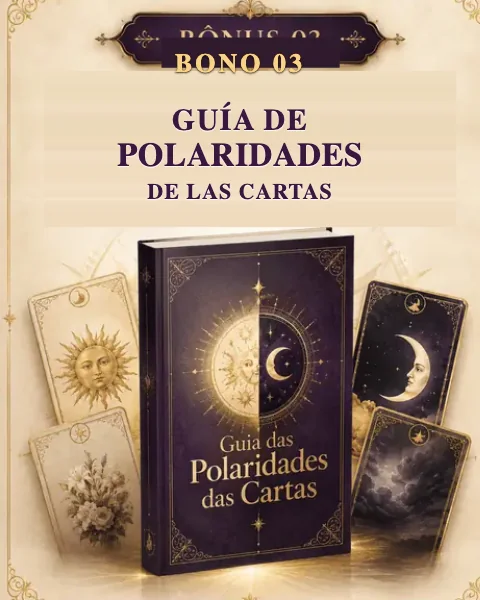 BÔNUS 03
BONO 03
GUÍA DE
POLARIDADES
DE LAS CARTAS
Guia das
Polaridades
das Cartas